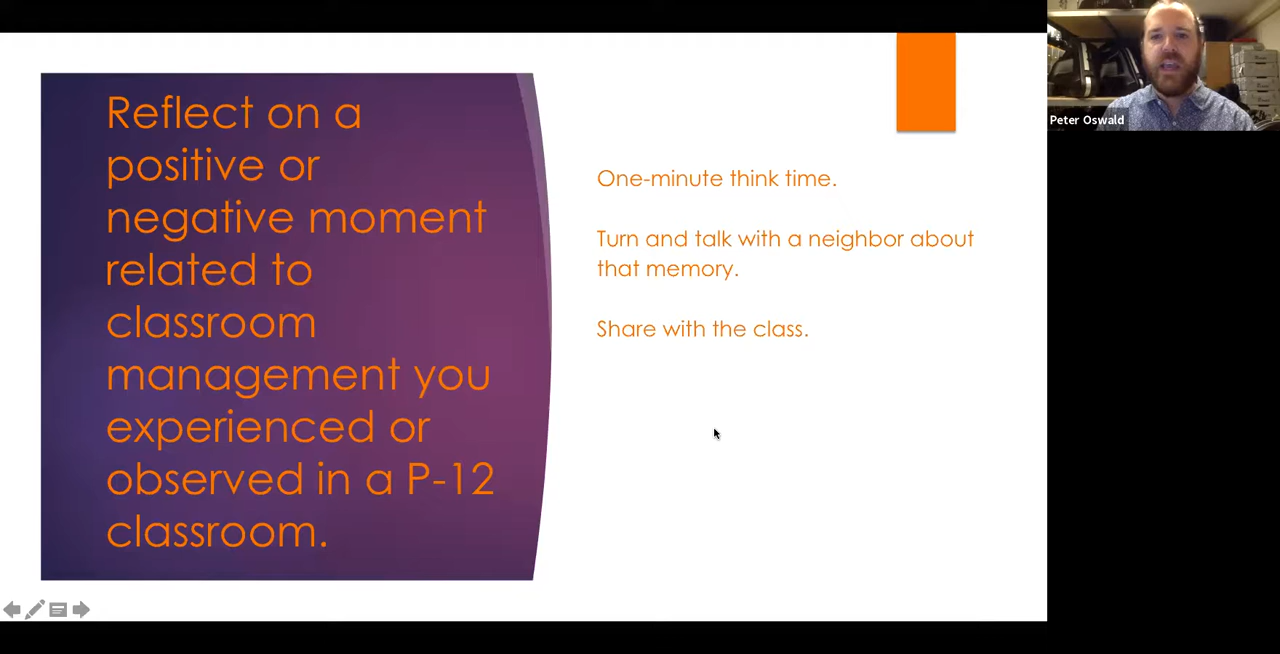 Reflect on a
positive or
negative moment
related to
classroom
management you
experienced or
observed in a P-12
classroom.
One-minute think time.
Turn and talk with a neighbor about
that memory.
Share with the class.
Peter Oswald